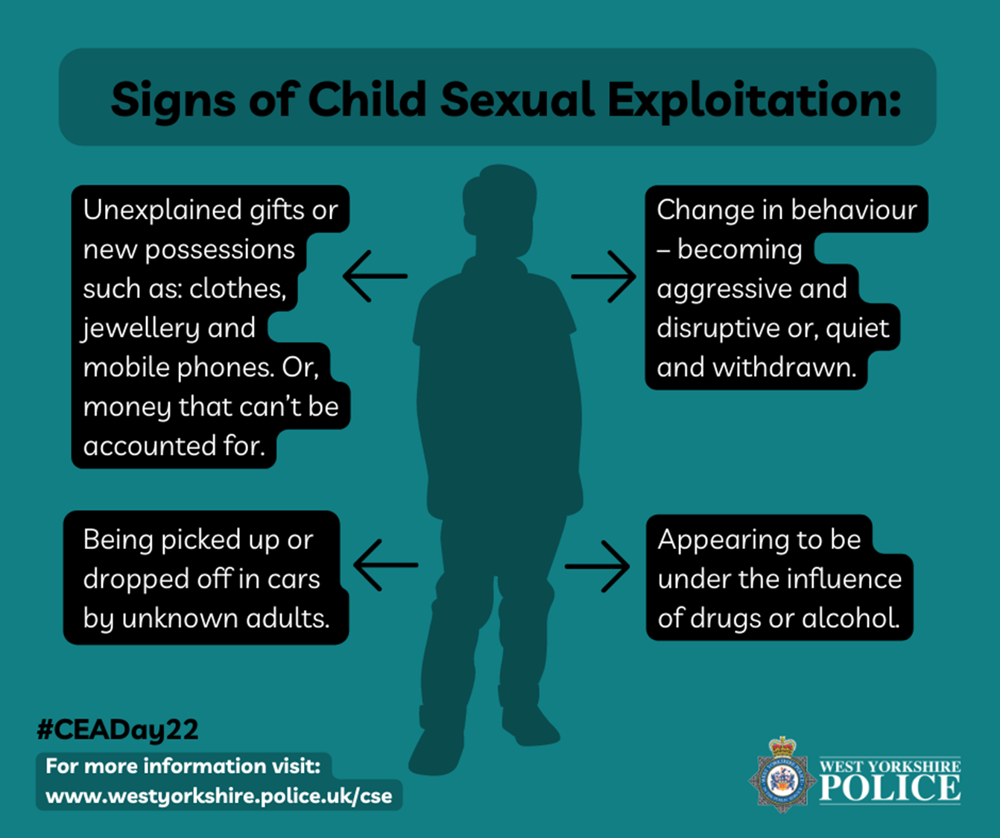 Signs of Child Sexual Exploitation:
Unexplained gifts or
new possessions
such as: clothes,
jewellery and
mobile phones. Or,
money that can't be
accounted for.
Change in behaviour
– becoming
aggressive and
disruptive or, quiet
and withdrawn.
Being picked up or
dropped off in cars
by unknown adults.
Appearing to be
under the influence
of drugs or alcohol.
#CEADay22
For more information visit:
www.westyorkshire.police.uk/cse
WEST YORKSHIRE
POLICE